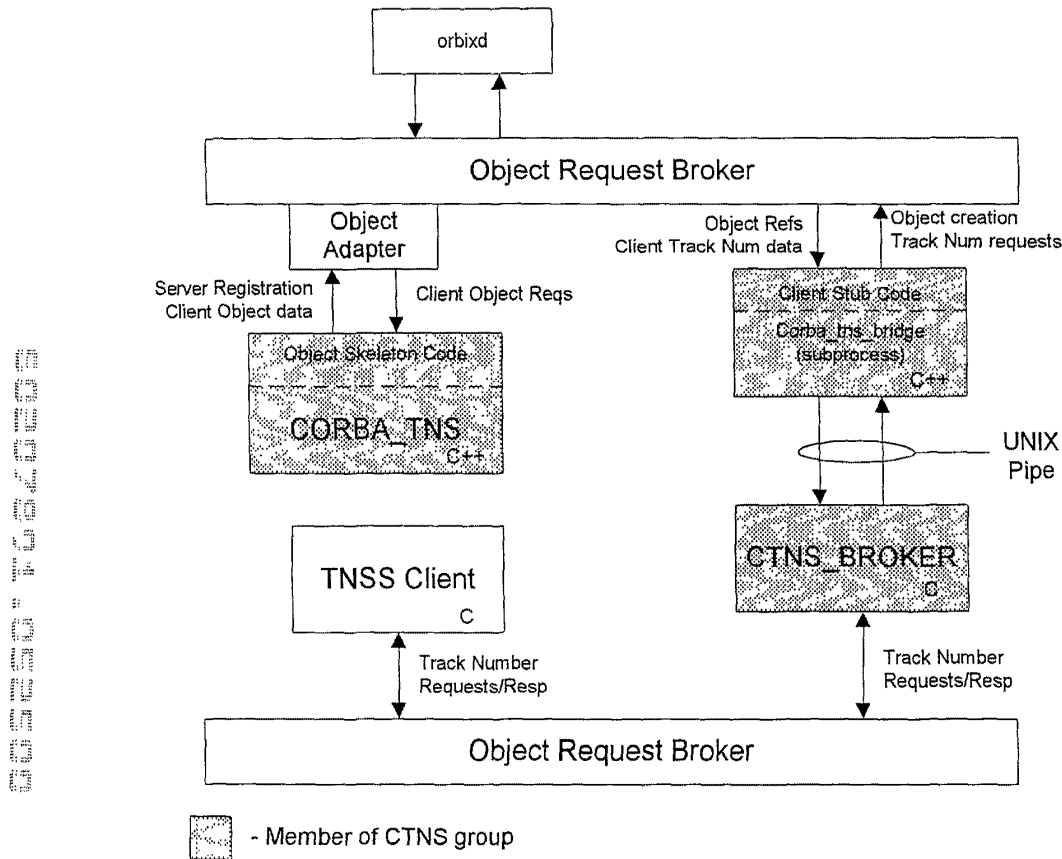 orbixd
Object Request Broker
Object
Adapter
Object Refs
Client Track Num data
Object creation
Track Num requests
Server Registration
Client Object data
Client Object Reqs
Client Stub Code
Corba_tns_bridge
(subprocess)
C++
Object Skeleton Code
CORBA_TNS
C++
UNIX
Pipe
TNSS Client
C
CTNS_BROKER
C
Track Number
Requests/Resp
Track Number
Requests/Resp
Object Request Broker
- Member of CTNS group